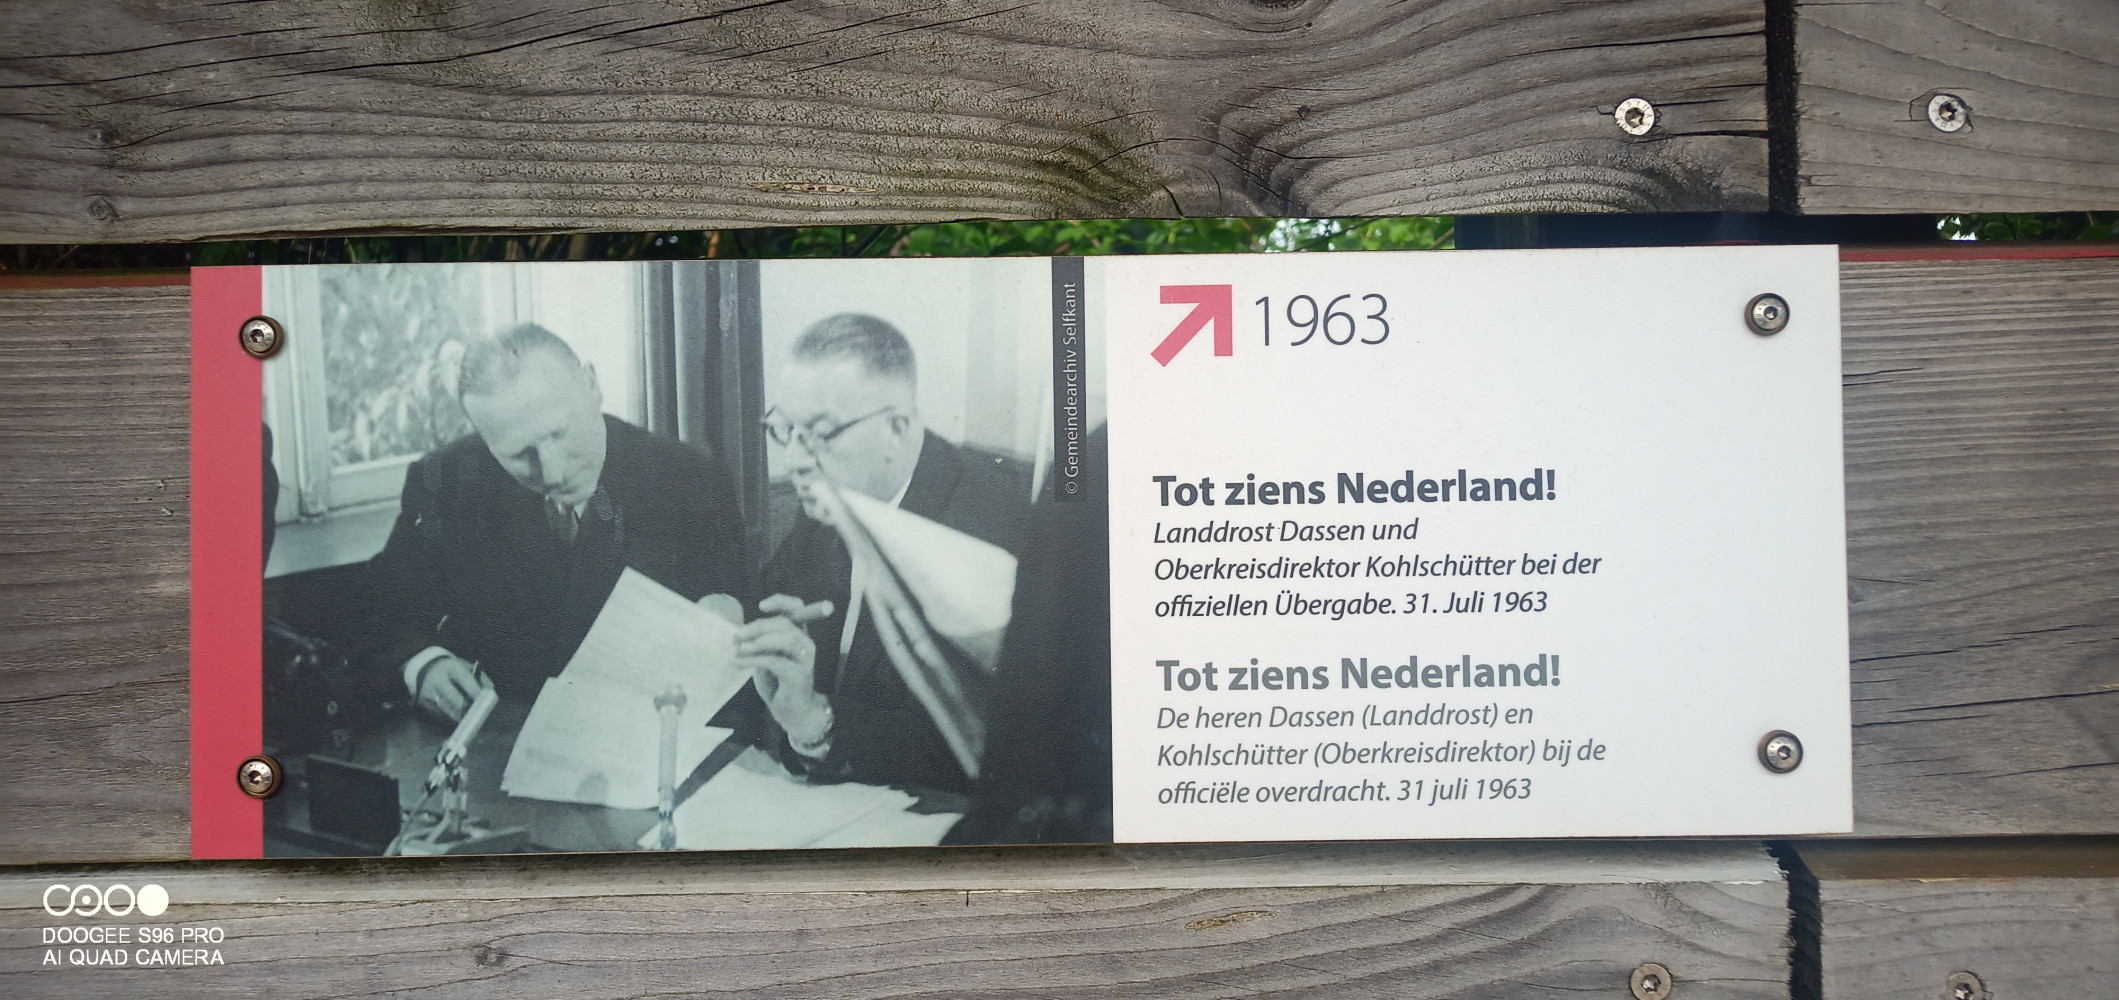 © Gemeindearchiv Selfkant
1963
Tot ziens Nederland!
Landdrost Dassen und
Oberkreisdirektor Kohlschütter bei der
offiziellen Übergabe. 31. Juli 1963
Tot ziens Nederland!
De heren Dassen (Landdrost) en
Kohlschütter (Oberkreisdirektor) bij de
officiële overdracht. 31 juli 1963
DOOGEE S96 PRO
AI QUAD CAMERA